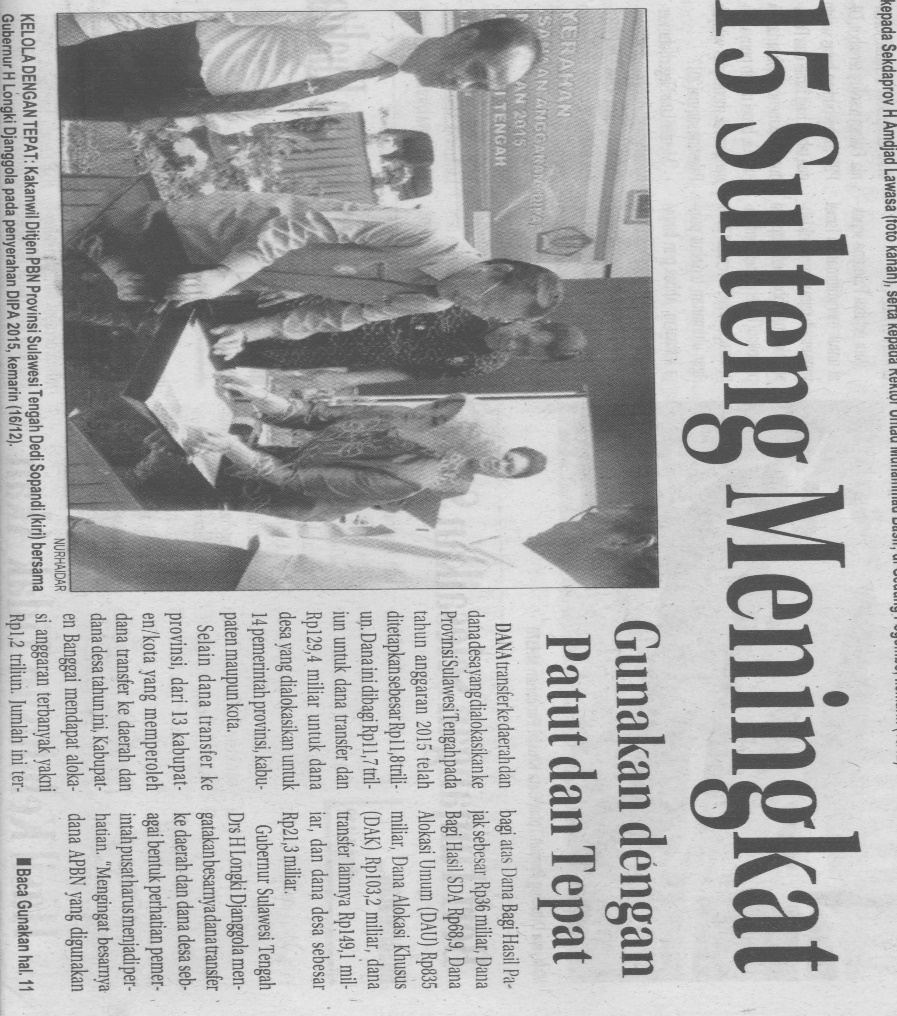 kepada Sekdaprov H Amdjad Lawasa (foto kanan), serta kepada Rektor Untad Muhammad Basir, di Gedung
15 Sulteng Meningkat
YERAHAN
AN 2015
I TENGAH
NURHAIDAR
KELOLA DENGAN TEPAT: Kakanwil Ditjen PBN Provinsi Sulawesi Tengah Dedi Sopandi (kiri) bersama
Gubernur H Longki Djanggola pada penyerahan DIPA 2015, kemarin (16/12).
Gunakan dengan
Patut dan Tepat
DANA transfer ke daerah dan
dana desa yang dialokasikan ke
Provinsi Sulawesi Tengah pada
tahun anggaran 2015 telah
ditetapkan sebesar Rp11,8 trili-
un. Dana ini dibagi Rp11,7 tril-
iun untuk dana transfer dan
Rp129,4 miliar untuk dana
desa yang dialokasikan untuk
14 pemerintah provinsi, kabu-
paten maupun kota.
Selain dana transfer ke
provinsi, dari 13 kabupat-
en/kota yang memperoleh
dana transfer ke daerah dan
dana desa tahun ini, Kabupat-
en Banggai mendapat aloka-
si anggaran terbanyak yakni
Rp1,2 triliun. Jumlah ini ter-
bagi atas Dana Bagi Hasil Pa-
jak sebesar Rp36 miliar, Dana
Bagi Hasil SDA Rp68,9, Dana
Alokasi Umum (DAU) Rp835
miliar, Dana Alokasi Khusus
(DAK) Rp103,2 miliar, dana
transfer lainnya Rp149,1 mil-
iar, dan dana desa sebesar
Rp21,3 miliar.
Gubernur Sulawesi Tengah
Drs H Longki Djanggola men-
gatakan besarnya dana transfer
ke daerah dan dana desa seb-
agai bentuk perhatian pemer-
intah pusat harus menjadi per-
hatian. "Mengingat besarnya
dana APBN yang digunakan
■ Baca Gunakan hal. 11